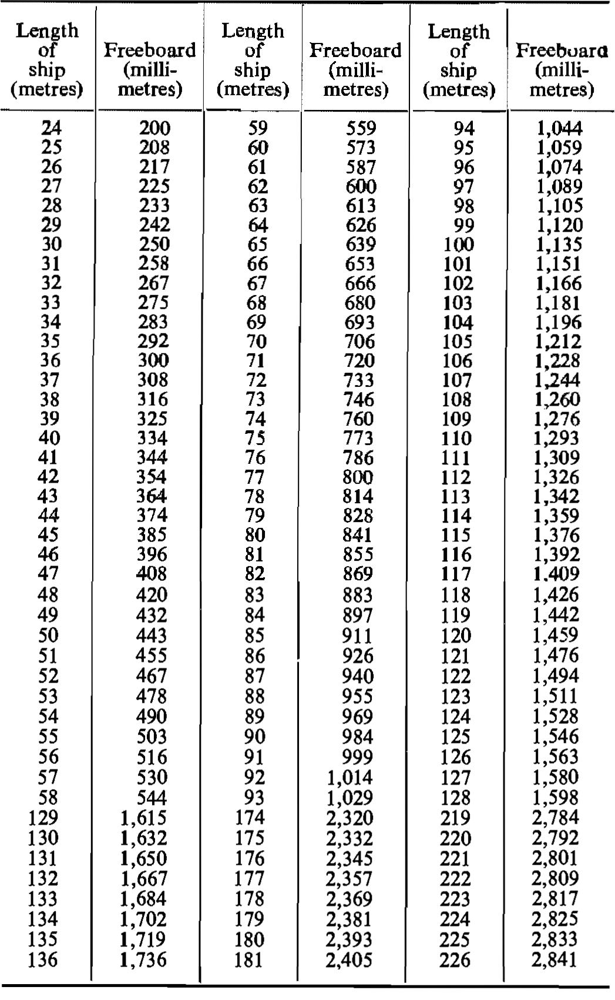 Length of ship (metres) Freeboard (milli- metres) Length of ship (metres) Freeboard (milli- metres) Length of ship (metres) Freeboard (milli- metres)
24 200 59 559 94 1,044
25 208 60 573 95 1,059
26 217 61 587 96 1,074
27 225 62 600 97 1,089
28 233 63 613 98 1,105
29 242 64 626 99 1,120
30 250 65 639 100 1,135
31 258 66 653 101 1,151
32 267 67 666 102 1,166
33 275 68 680 103 1,181
34 283 69 693 104 1,196
35 292 70 706 105 1,212
36 300 71 720 106 1,228
37 308 72 733 107 1,244
38 316 73 746 108 1,260
39 325 74 760 109 1,276
40 334 75 773 110 1,293
41 344 76 786 111 1,309
42 354 77 800 112 1,326
43 364 78 814 113 1,342
44 374 79 828 114 1,359
45 385 80 841 115 1,376
46 396 81 855 116 1,392
47 408 82 869 117 1.409
48 420 83 883 118 1,426
49 432 84 897 119 1,442
50 443 85 911 120 1,459
51 455 86 926 121 1,476
52 467 87 940 122 1,494
53 478 88 955 123 1,511
54 490 89 969 124 1,528
55 503 90 984 125 1,546
56 516 91 999 126 1,563
57 530 92 1,014 127 1,580
58 544 93 1,029 128 1,598
129 1,615 174 2,320 219 2,784
130 1,632 175 2,332 220 2,792
131 1,650 176 2,345 221 2,801
132 1,667 177 2,357 222 2,809
133 1,684 178 2,369 223 2,817
134 1,702 179 2,381 224 2,825
135 1,719 180 2,393 225 2,833
136 1,736 181 2,405 226 2,841